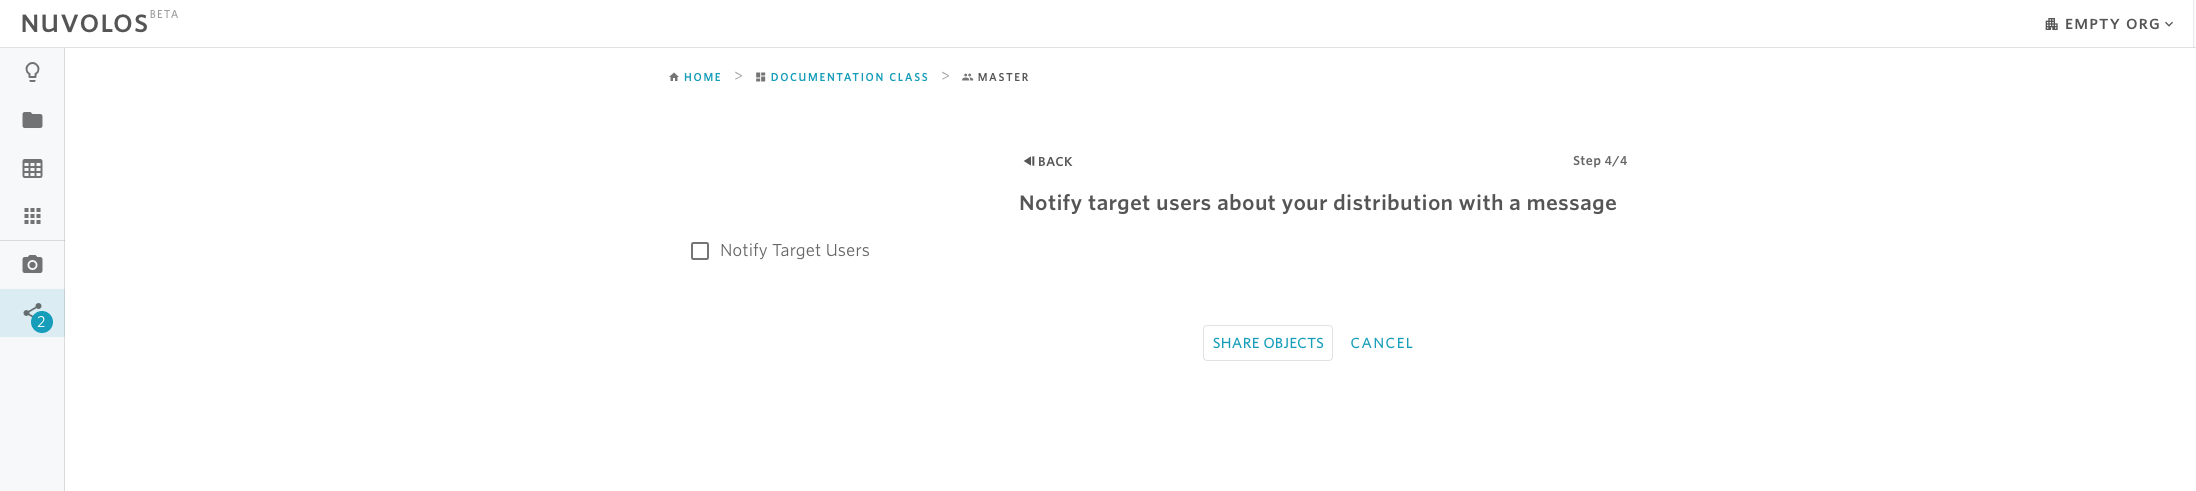 NUVOLOS BETA
EMPTY ORG
HOME > DOCUMENTATION CLASS > MASTER
BACK
Step 4/4
Notify target users about your distribution with a message
Notify Target Users
2
SHARE OBJECTS
CANCEL